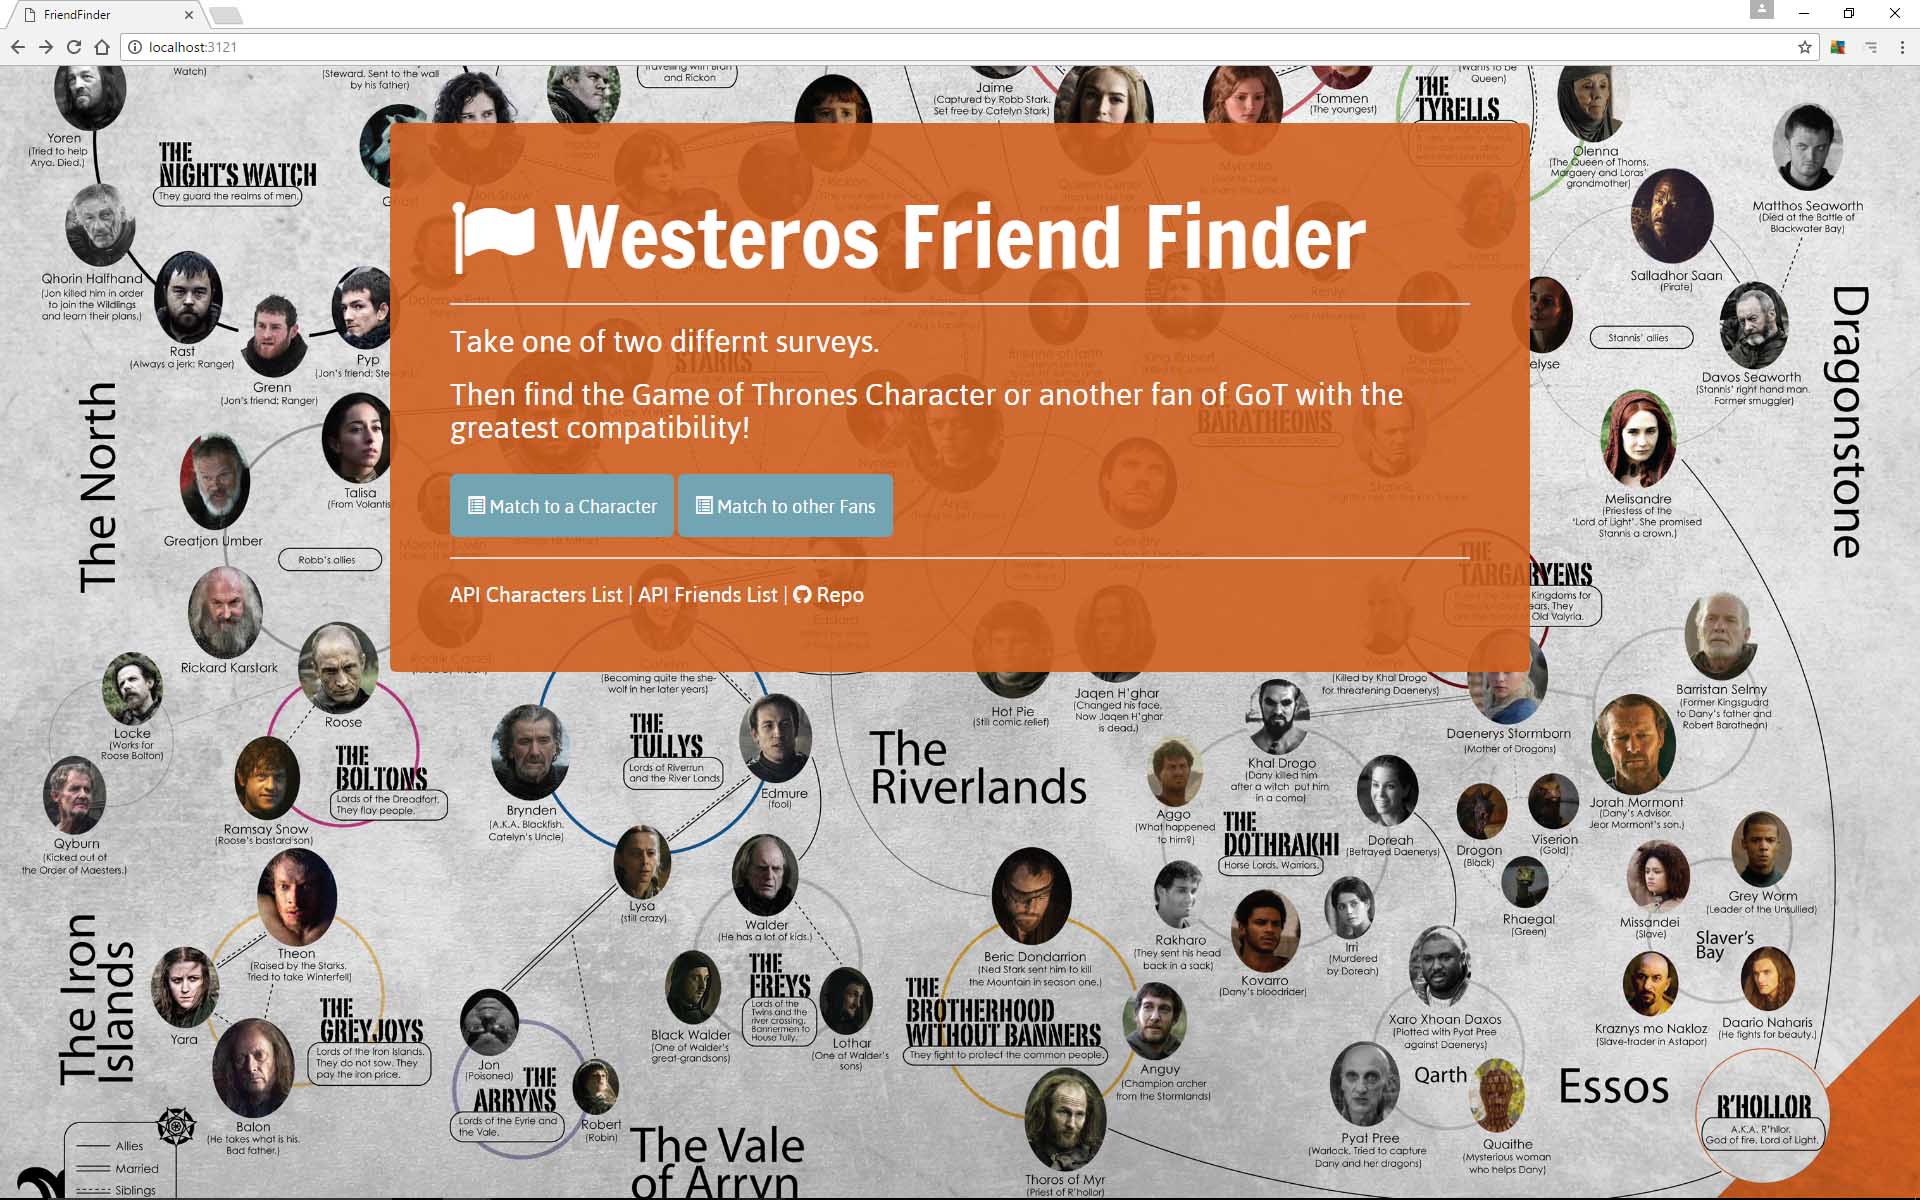 FriendFinder
localhost:3121
Watch)
(Steward. Sent to the wall
by his father)
Travelling with Bran
and Rickon
Jaime
(Captured by Robb Stark.
Set free by Catelyn Stark)
Tommen
(The youngest)
(Wants to be
Queen)
THE
TYRELLS
Olenna
(The Queen of Thorns.
Margaery and Loras'
grandmother)
Matthos Seaworth
(Died at the Battle of
Blackwater Bay)
Yoren
(Tried to help
Arya. Died.)
THE
NIGHT'S WATCH
They guard the realms of men.
Qhorin Halfhand
(Jon killed him in order
to join the Wildlings
and learn their plans.)
Rast
(Always a jerk; Ranger)
Grenn
(Jon's friend; Ranger)
Pyp
(Jon's friend; Steward
Salladhor Saan
(Pirate)
Stannis' allies
Davos Seaworth
(Stannis' right hand man.
Former smuggler)
Dragonstone
elyse
Melisandre
(Priestess of the
'Lord of Light'. She promised
Stannis a crown.)
The North
Talisa
(From Volantis
Greatjon Umber
Robb's allies
Rickard Karstark
Westeros Friend Finder
Take one of two differnt surveys.
Then find the Game of Thrones Character or another fan of GoT with the
greatest compatibility!
Match to a Character
Match to other Fans
API Characters List | API Friends List | Repo
STARKS
BARATHEONS
THE
TARGARYENS
Kingdoms for
ears. They
Old Valyria.
Locke
(Works for
Roose Bolton)
Roose
THE
BOLTONS
Lords of the Dreadfort.
They flay people.
Ramsay Snow
(Roose's bastard son)
Qyburn
(Kicked out of
the Order of Maesters.)
(Becoming quite the she-
wolf in her later years)
THE
TULLYS
Lords of Riverrun
and the River Lands
Brynden
(A.K.A. Blackfish.
Catelyn's Uncle)
Edmure
(fool)
Lysa
(still crazy)
The
Riverlands
Hot Pie
(Still comic relief)
Jaqen H'ghar
(Changed his face.
Now Jaqen H'ghar
is dead.)
(Killed by Khal Drogo
for threatening Daenerys)
Khal Drogo
(Dany killed him
after a witch put him
in a coma)
Daenerys Stormborn
(Mother of Dragons)
Barristan Selmy
(Former Kingsguard
to Dany's father and
Robert Baratheon)
Jorah Mormont
(Dany's Advisor.
Jeor Mormont's son.)
Aggo
(What happened
to him?)
THE
DOTHRAKHI
Horse Lords. Warriors.
Doreah
(Betrayed Daenerys)
Drogon
(Black)
Viserion
(Gold)
Rhaegal
(Green)
Missandei
(Slave)
Grey Worm
(Leader of the Unsullied)
Slaver's
Bay
Rakharo
(They sent his head
back in a sack)
Kovarro
(Dany's bloodrider)
Irri
(Murdered
by Doreah)
Kraznys mo Nakloz
(Slave-trader in Astapor)
Daario Naharis
(He fights for beauty.)
The Iron
Islands
Theon
(Raised by the Starks.
Tried to take Winterfell)
Yara
THE
GREYJOYS
Lords of the Iron Islands.
They do not sow. They
pay the iron price.
Balon
(He takes what is his.
Bad father.)
Walder
(He has a lot of kids.)
THE
FREYS
Lords of the
Twins and the
river crossing.
Bannermen to
House Tully.
Black Walder
(One of Walder's
great-grandsons)
Lothar
(One of Walder's
sons)
Beric Dondarrion
(Ned Stark sent him to kill
the Mountain in season one.)
THE
BROTHERHOOD
WITHOUT BANNERS
They fight to protect the common people.
Anguy
(Champion archer
from the Stormlands)
Thoros of Myr
(Priest of R'hollor)
Xaro Xhoan Daxos
(Plotted with Pyat Pree
against Daenerys)
Qarth
Pyat Pree
(Warlock. Tried to capture
Dany and her dragons)
Quaithe
(Mysterious woman
who helps Dany)
Essos
R'HOLLOR
A.K.A. R'hllor.
God of fire. Lord of Light.
Jon
(Poisoned)
THE
ARRYNS
Lords of the Eyrie and
the Vale.
Robert
(Robin)
The Vale
of Arryn
Allies
Married
Siblings